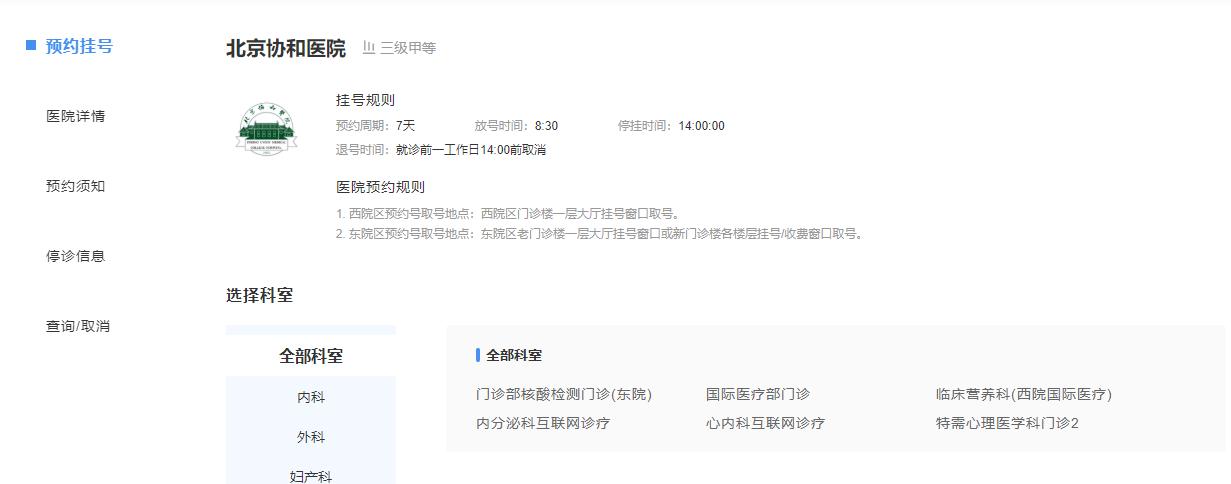 预约挂号
医院详情
预约须知
停诊信息
查询/取消
北京协和医院 三级甲等
挂号规则
预约周期：7天 放号时间：8:30 停挂时间：14:00:00
退号时间：就诊前一工作日14:00前取消
医院预约规则
1. 西院区预约号取号地点：西院区门诊楼一层大厅挂号窗口取号。
2. 东院区预约号取号地点：东院区老门诊楼一层大厅挂号窗口或新门诊楼各楼层挂号/收费窗口取号。
选择科室
全部科室
内科
外科
妇产科
全部科室
门诊部核酸检测门诊(东院) 国际医疗部门诊 临床营养科(西院国际医疗)
内分泌科互联网诊疗 心内科互联网诊疗 特需心理医学科门诊2